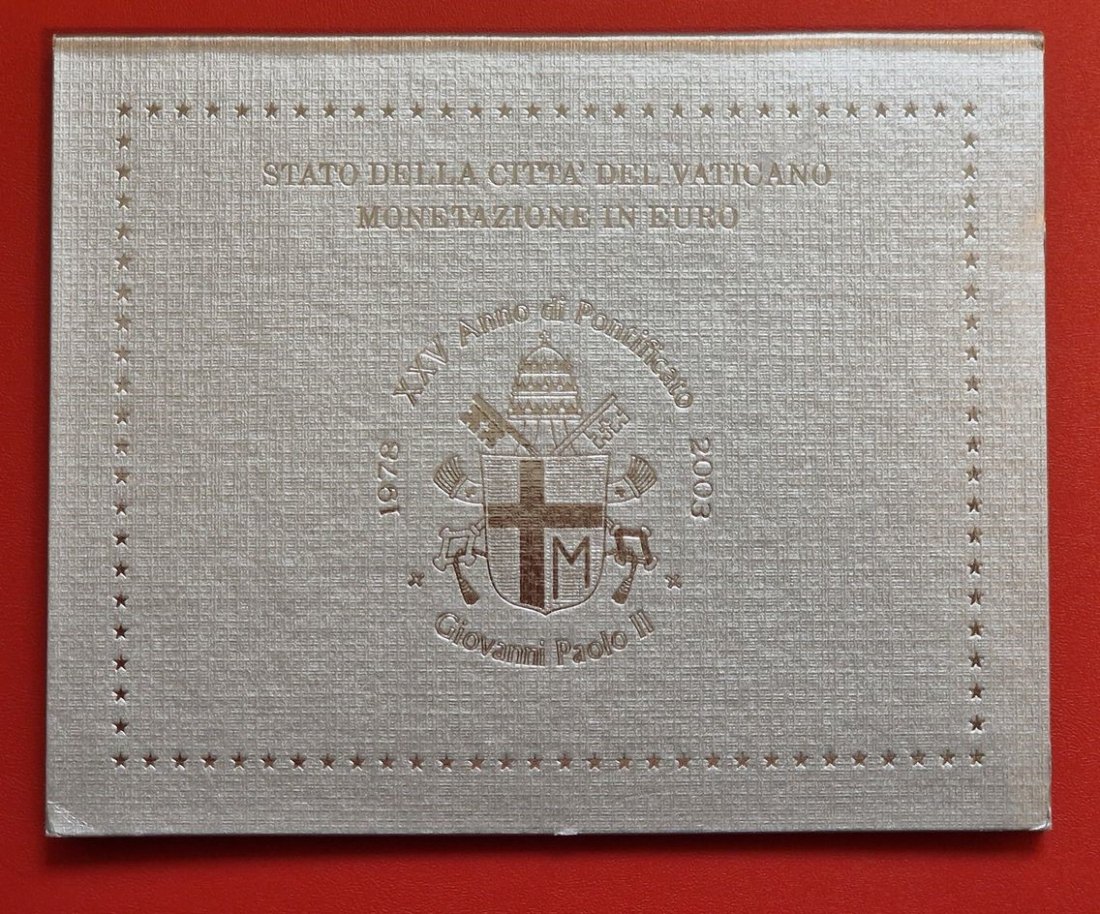 STATO DELLA CITTA' DEL VATICANO
MONETAZIONE IN EURO
XXV Anno di Pontificato
1978
2003
M
Giovanni Paolo II